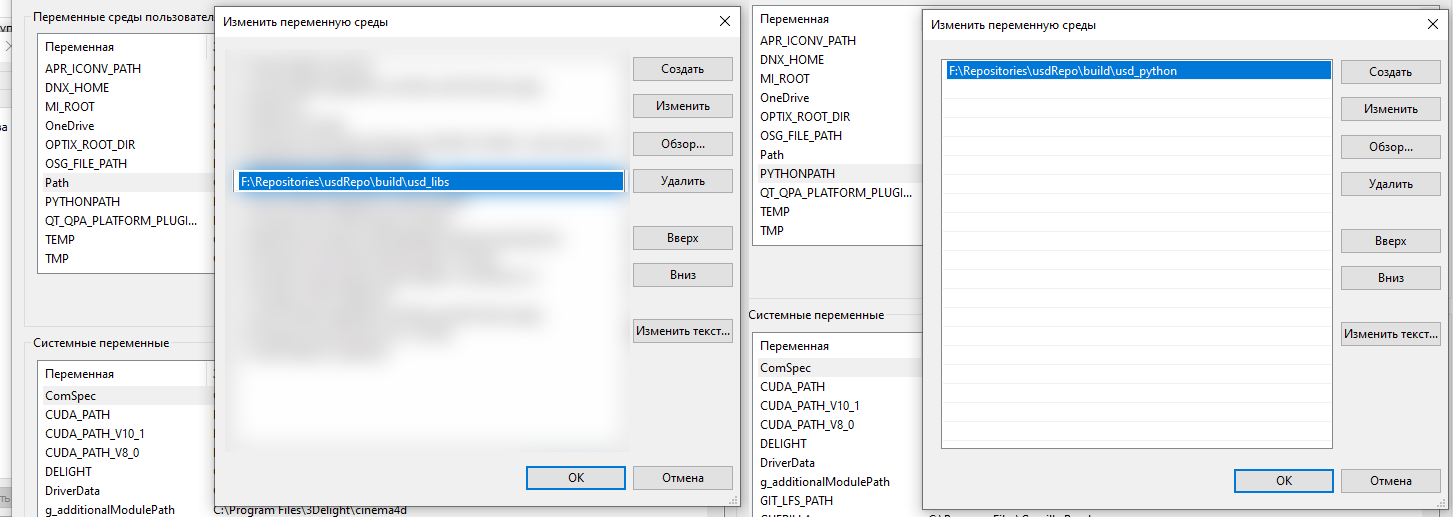 Переменные среды пользовател
Переменная
APR_ICONV_PATH
DNX_HOME
MI_ROOT
OneDrive
OPTIX_ROOT_DIR
OSG_FILE_PATH
Path
PYTHONPATH
QT_QPA_PLATFORM_PLUGI...
TEMP
TMP
Системные переменные
Переменная
ComSpec
CUDA_PATH
CUDA_PATH_V10_1
CUDA_PATH_V8_0
DELIGHT
DriverData
g_additionalModulePath
C:\Program Files\3Delight\cinema4d
Изменить переменную среды
F:\Repositories\usdRepo\build\usd_libs
Создать
Изменить
Обзор...
Удалить
Вверх
Вниз
Изменить текст...
OK
Отмена
Переменная
APR_ICONV_PATH
DNX_HOME
MI_ROOT
OneDrive
OPTIX_ROOT_DIR
OSG_FILE_PATH
Path
PYTHONPATH
QT_QPA_PLATFORM_PLUGI...
TEMP
TMP
Системные переменные
Переменная
ComSpec
CUDA_PATH
CUDA_PATH_V10_1
CUDA_PATH_V8_0
DELIGHT
DriverData
g_additionalModulePath
GIT_LFS_PATH
Изменить переменную среды
F:\Repositories\usdRepo\build\usd_python
Создать
Изменить
Обзор...
Удалить
Вверх
Вниз
Изменить текст...
OK
Отмена